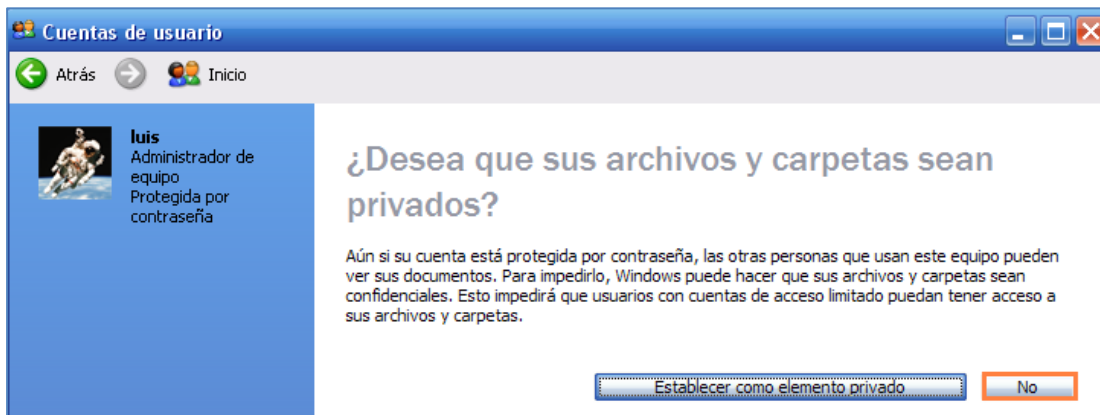 Cuentas de usuario
Atrás
Inicio
luis
Administrador de
equipo
Protegida por
contraseña
¿Desea que sus archivos y carpetas sean
privados?
Aún si su cuenta está protegida por contraseña, las otras personas que usan este equipo pueden
ver sus documentos. Para impedirlo, Windows puede hacer que sus archivos y carpetas sean
confidenciales. Esto impedirá que usuarios con cuentas de acceso limitado puedan tener acceso a
sus archivos y carpetas.
Establecer como elemento privado
No